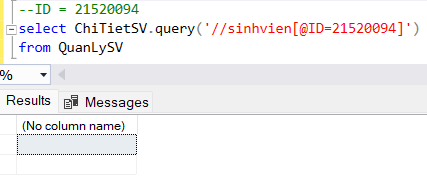 --ID = 21520094
select ChiTietSV.query('//sinhvien[@ID=21520094]')
from QuanLySV
%
Results Messages
(No column name)